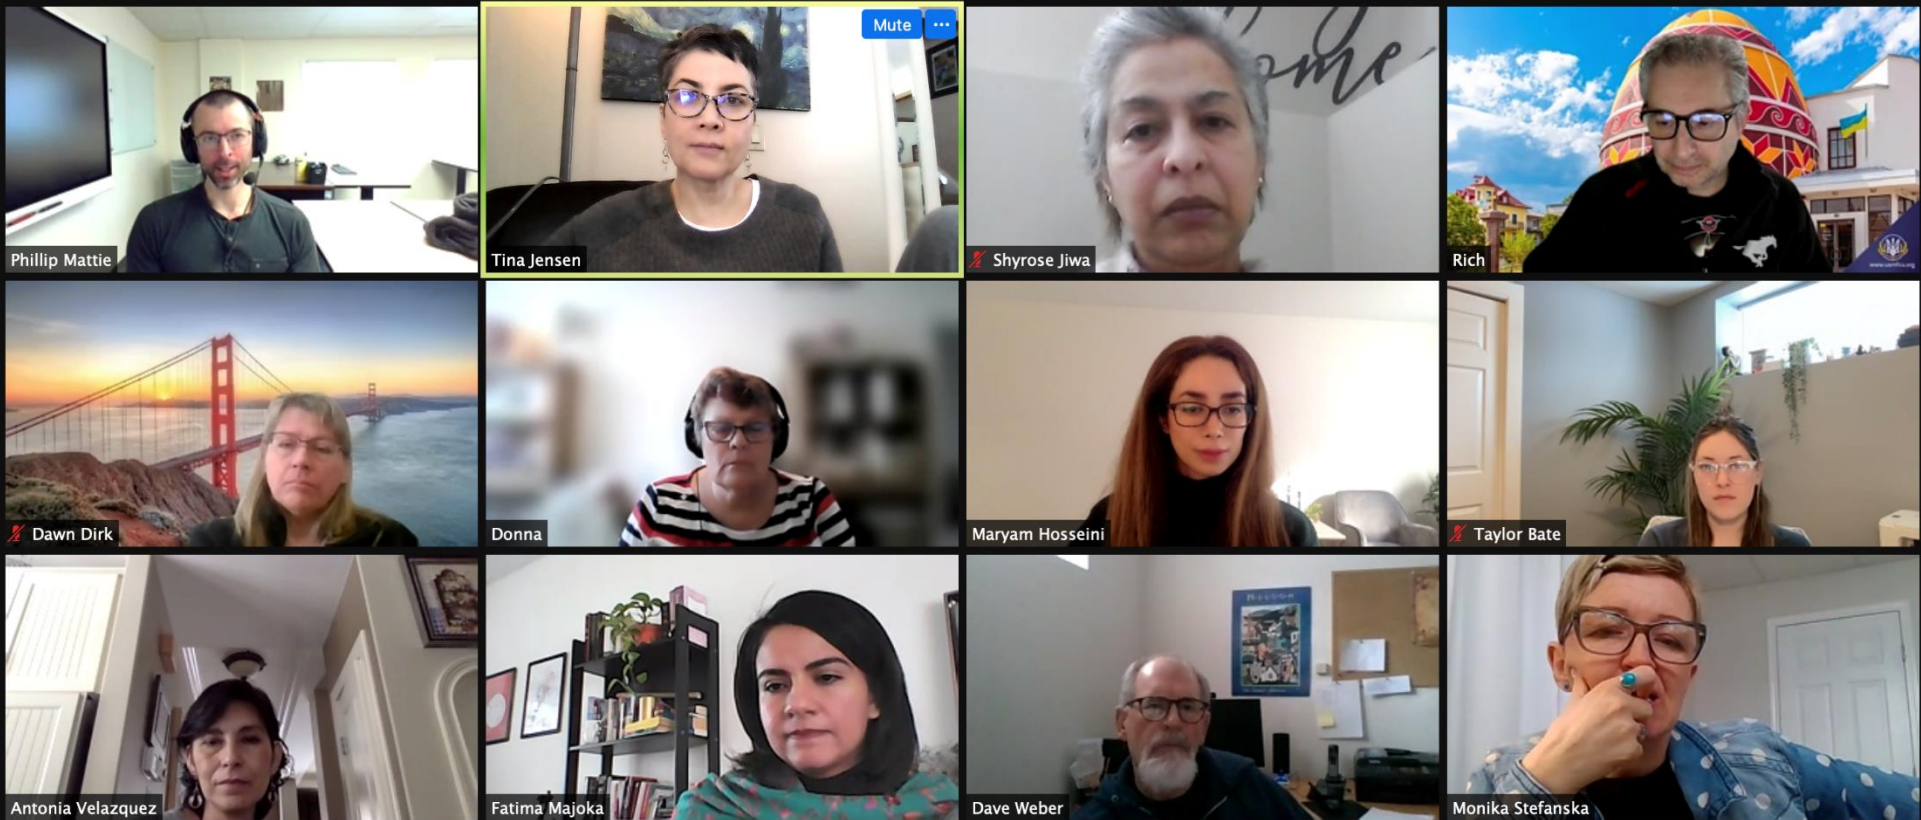 Mute
ome
Phillip Mattie
Tina Jensen
Shyrose Jiwa
Rich
Dawn Dirk
Donna
Maryam Hosseini
Taylor Bate
Antonia Velazquez
Fatima Majoka
Dave Weber
Monika Stefanska